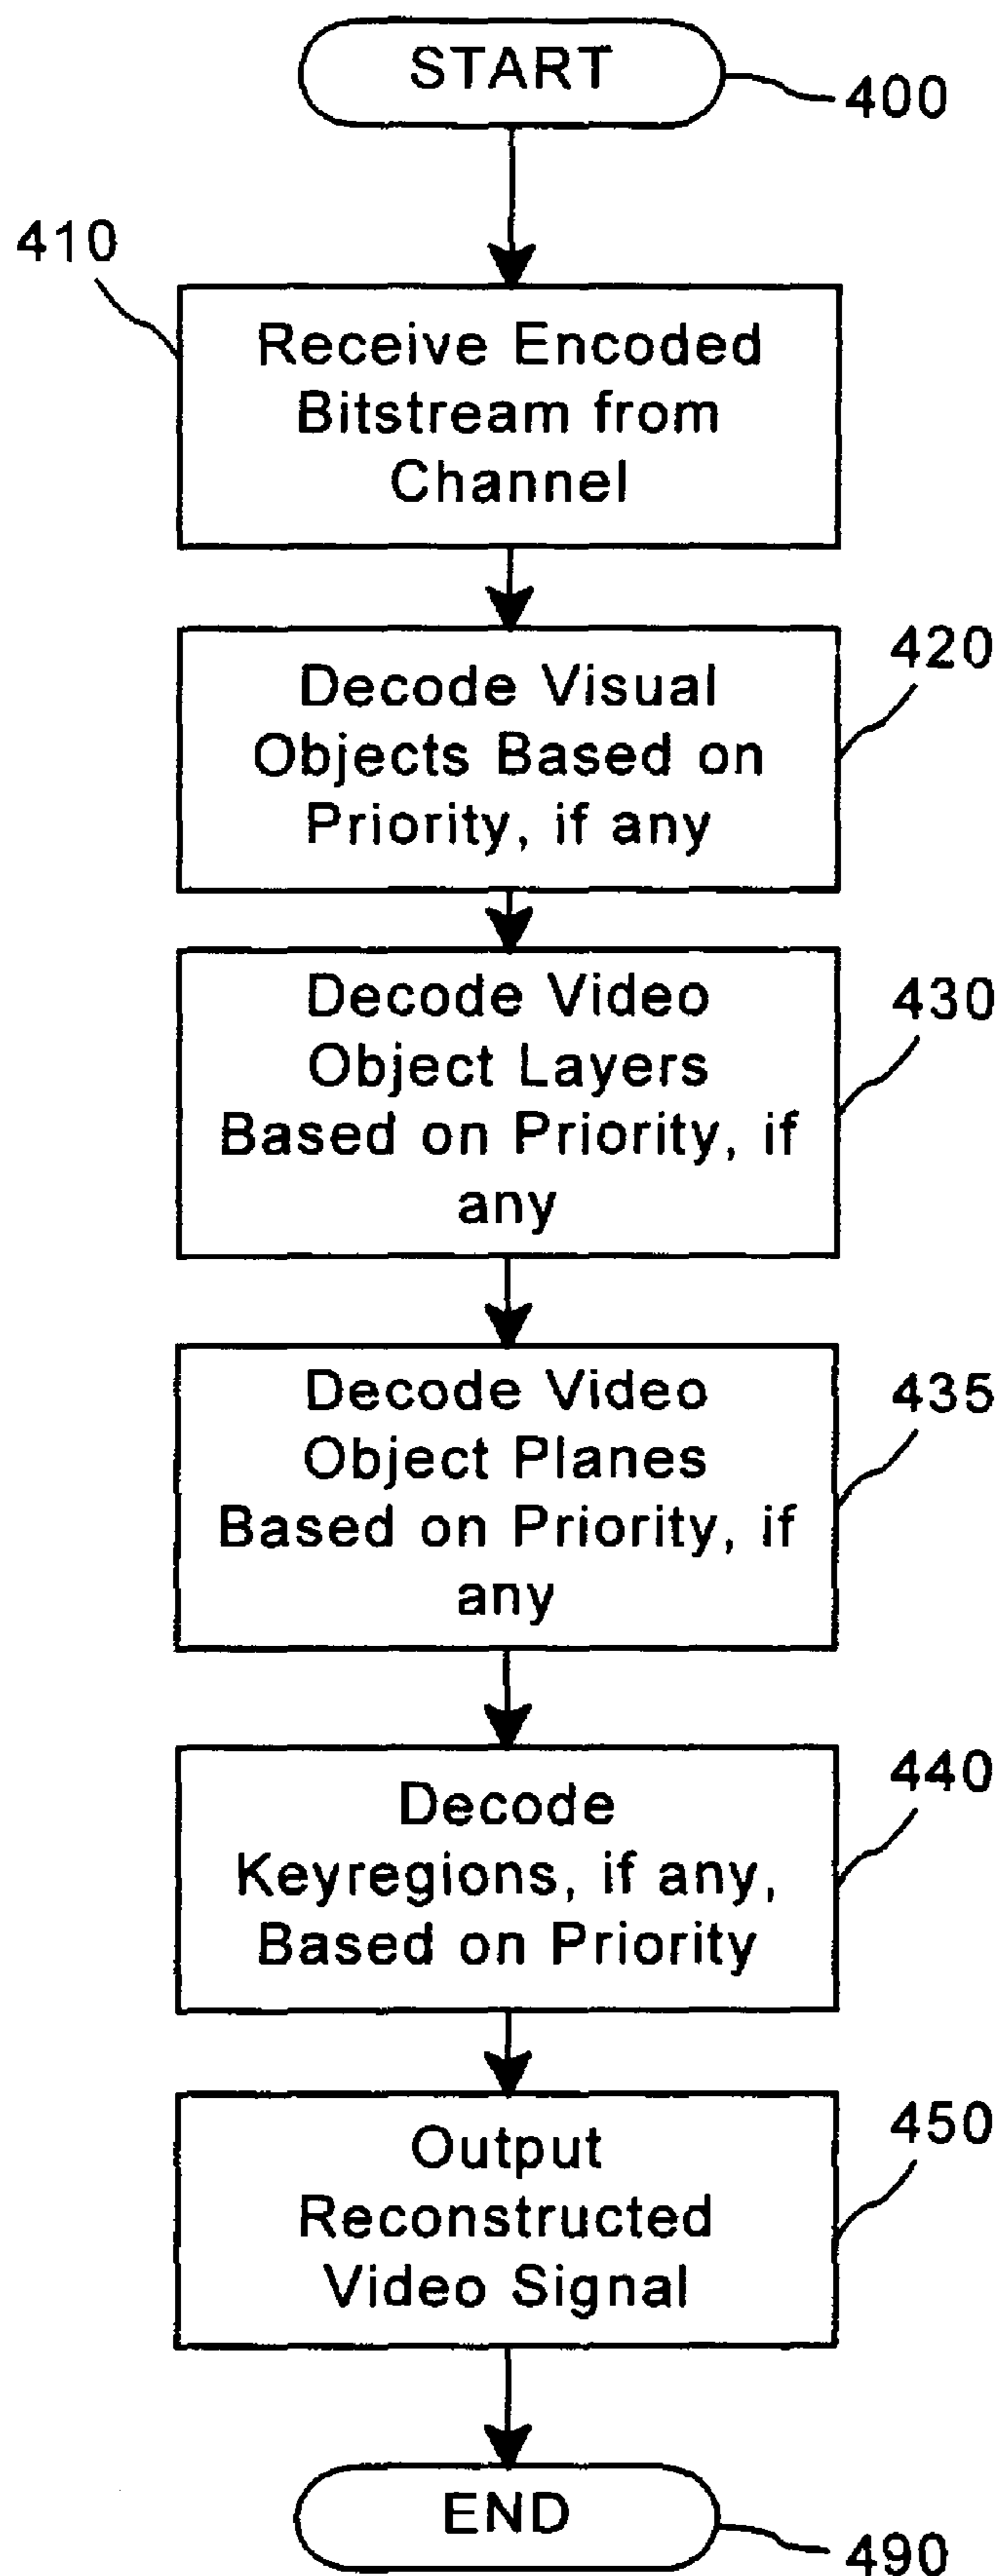 START
400
410
Receive Encoded
Bitstream from
Channel
420
Decode Visual
Objects Based on
Priority, if any
430
Decode Video
Object Layers
Based on Priority, if
any
435
Decode Video
Object Planes
Based on Priority, if
any
440
Decode
Keyregions, if any,
Based on Priority
450
Output
Reconstructed
Video Signal
END
490